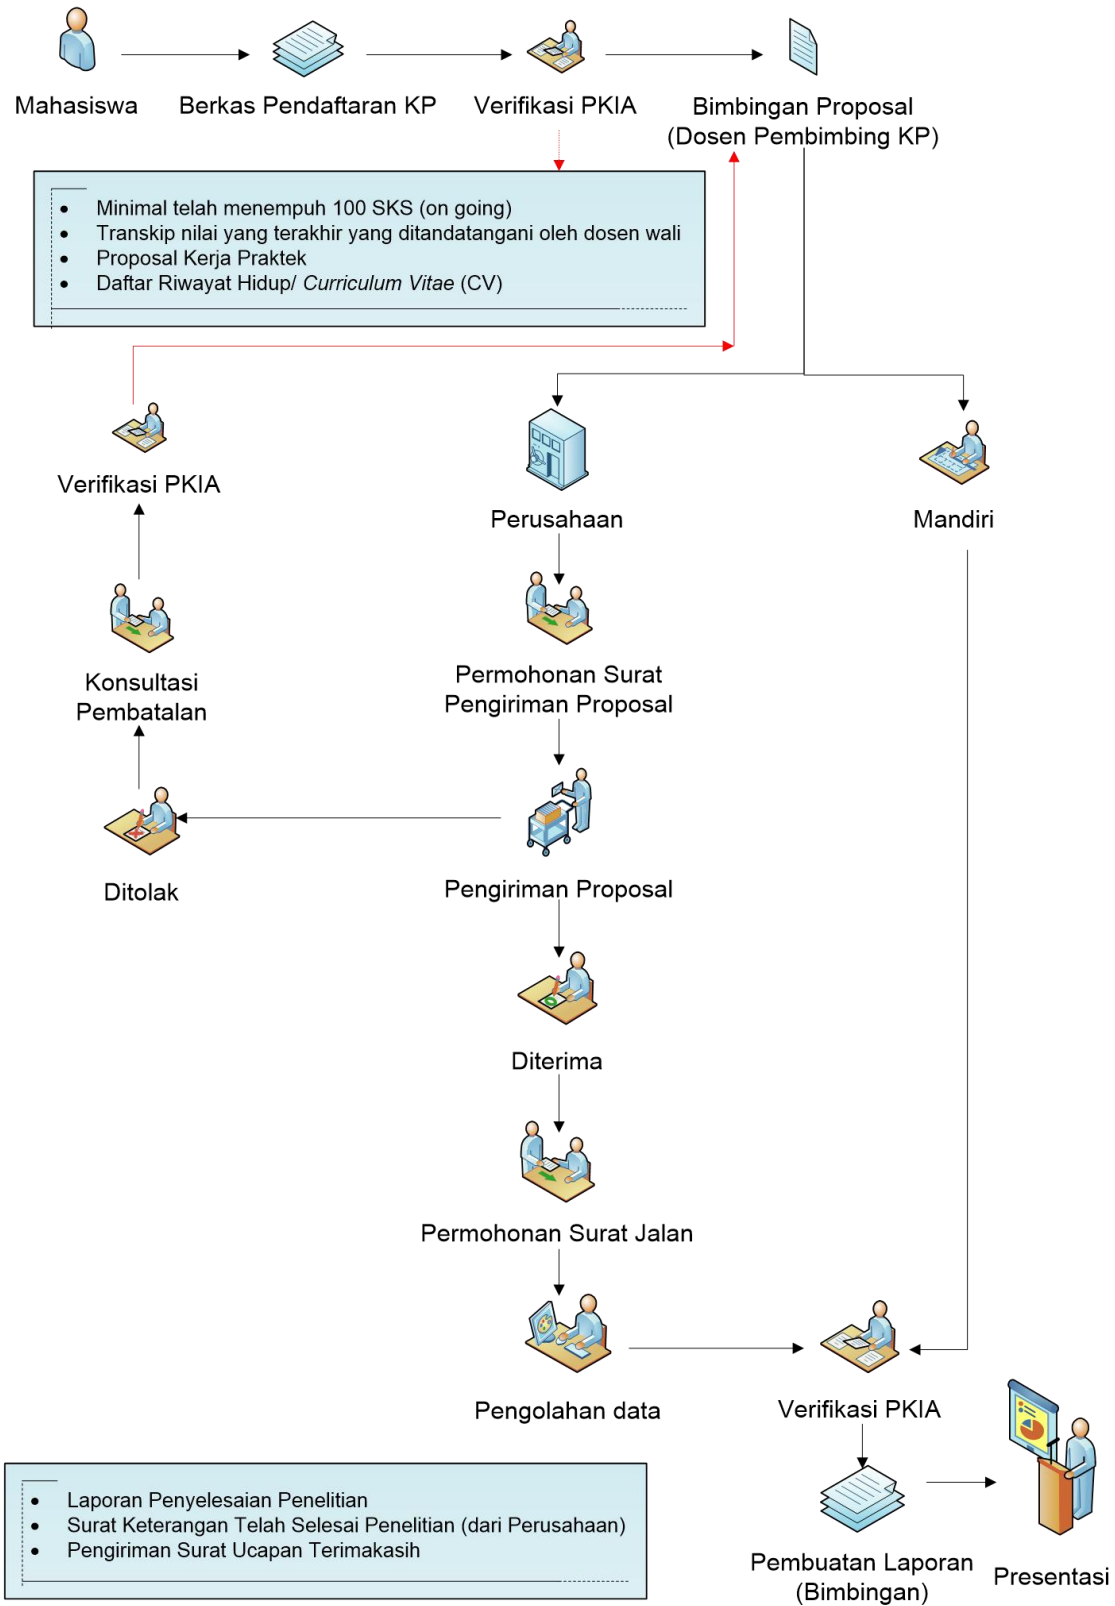 Mahasiswa
Berkas Pendaftaran KP
Verifikasi PKIA
Bimbingan Proposal
(Dosen Pembimbing KP)
• Minimal telah menempuh 100 SKS (on going)
• Transkip nilai yang terakhir yang ditandatangani oleh dosen wali
• Proposal Kerja Praktek
• Daftar Riwayat Hidup/ Curriculum Vitae (CV)
Verifikasi PKIA
Perusahaan
Mandiri
Konsultasi
Pembatalan
Permohonan Surat
Pengiriman Proposal
Ditolak
Pengiriman Proposal
Diterima
Permohonan Surat Jalan
Pengolahan data
Verifikasi PKIA
• Laporan Penyelesaian Penelitian
• Surat Keterangan Telah Selesai Penelitian (dari Perusahaan)
• Pengiriman Surat Ucapan Terimakasih
Pembuatan Laporan
(Bimbingan)
Presentasi